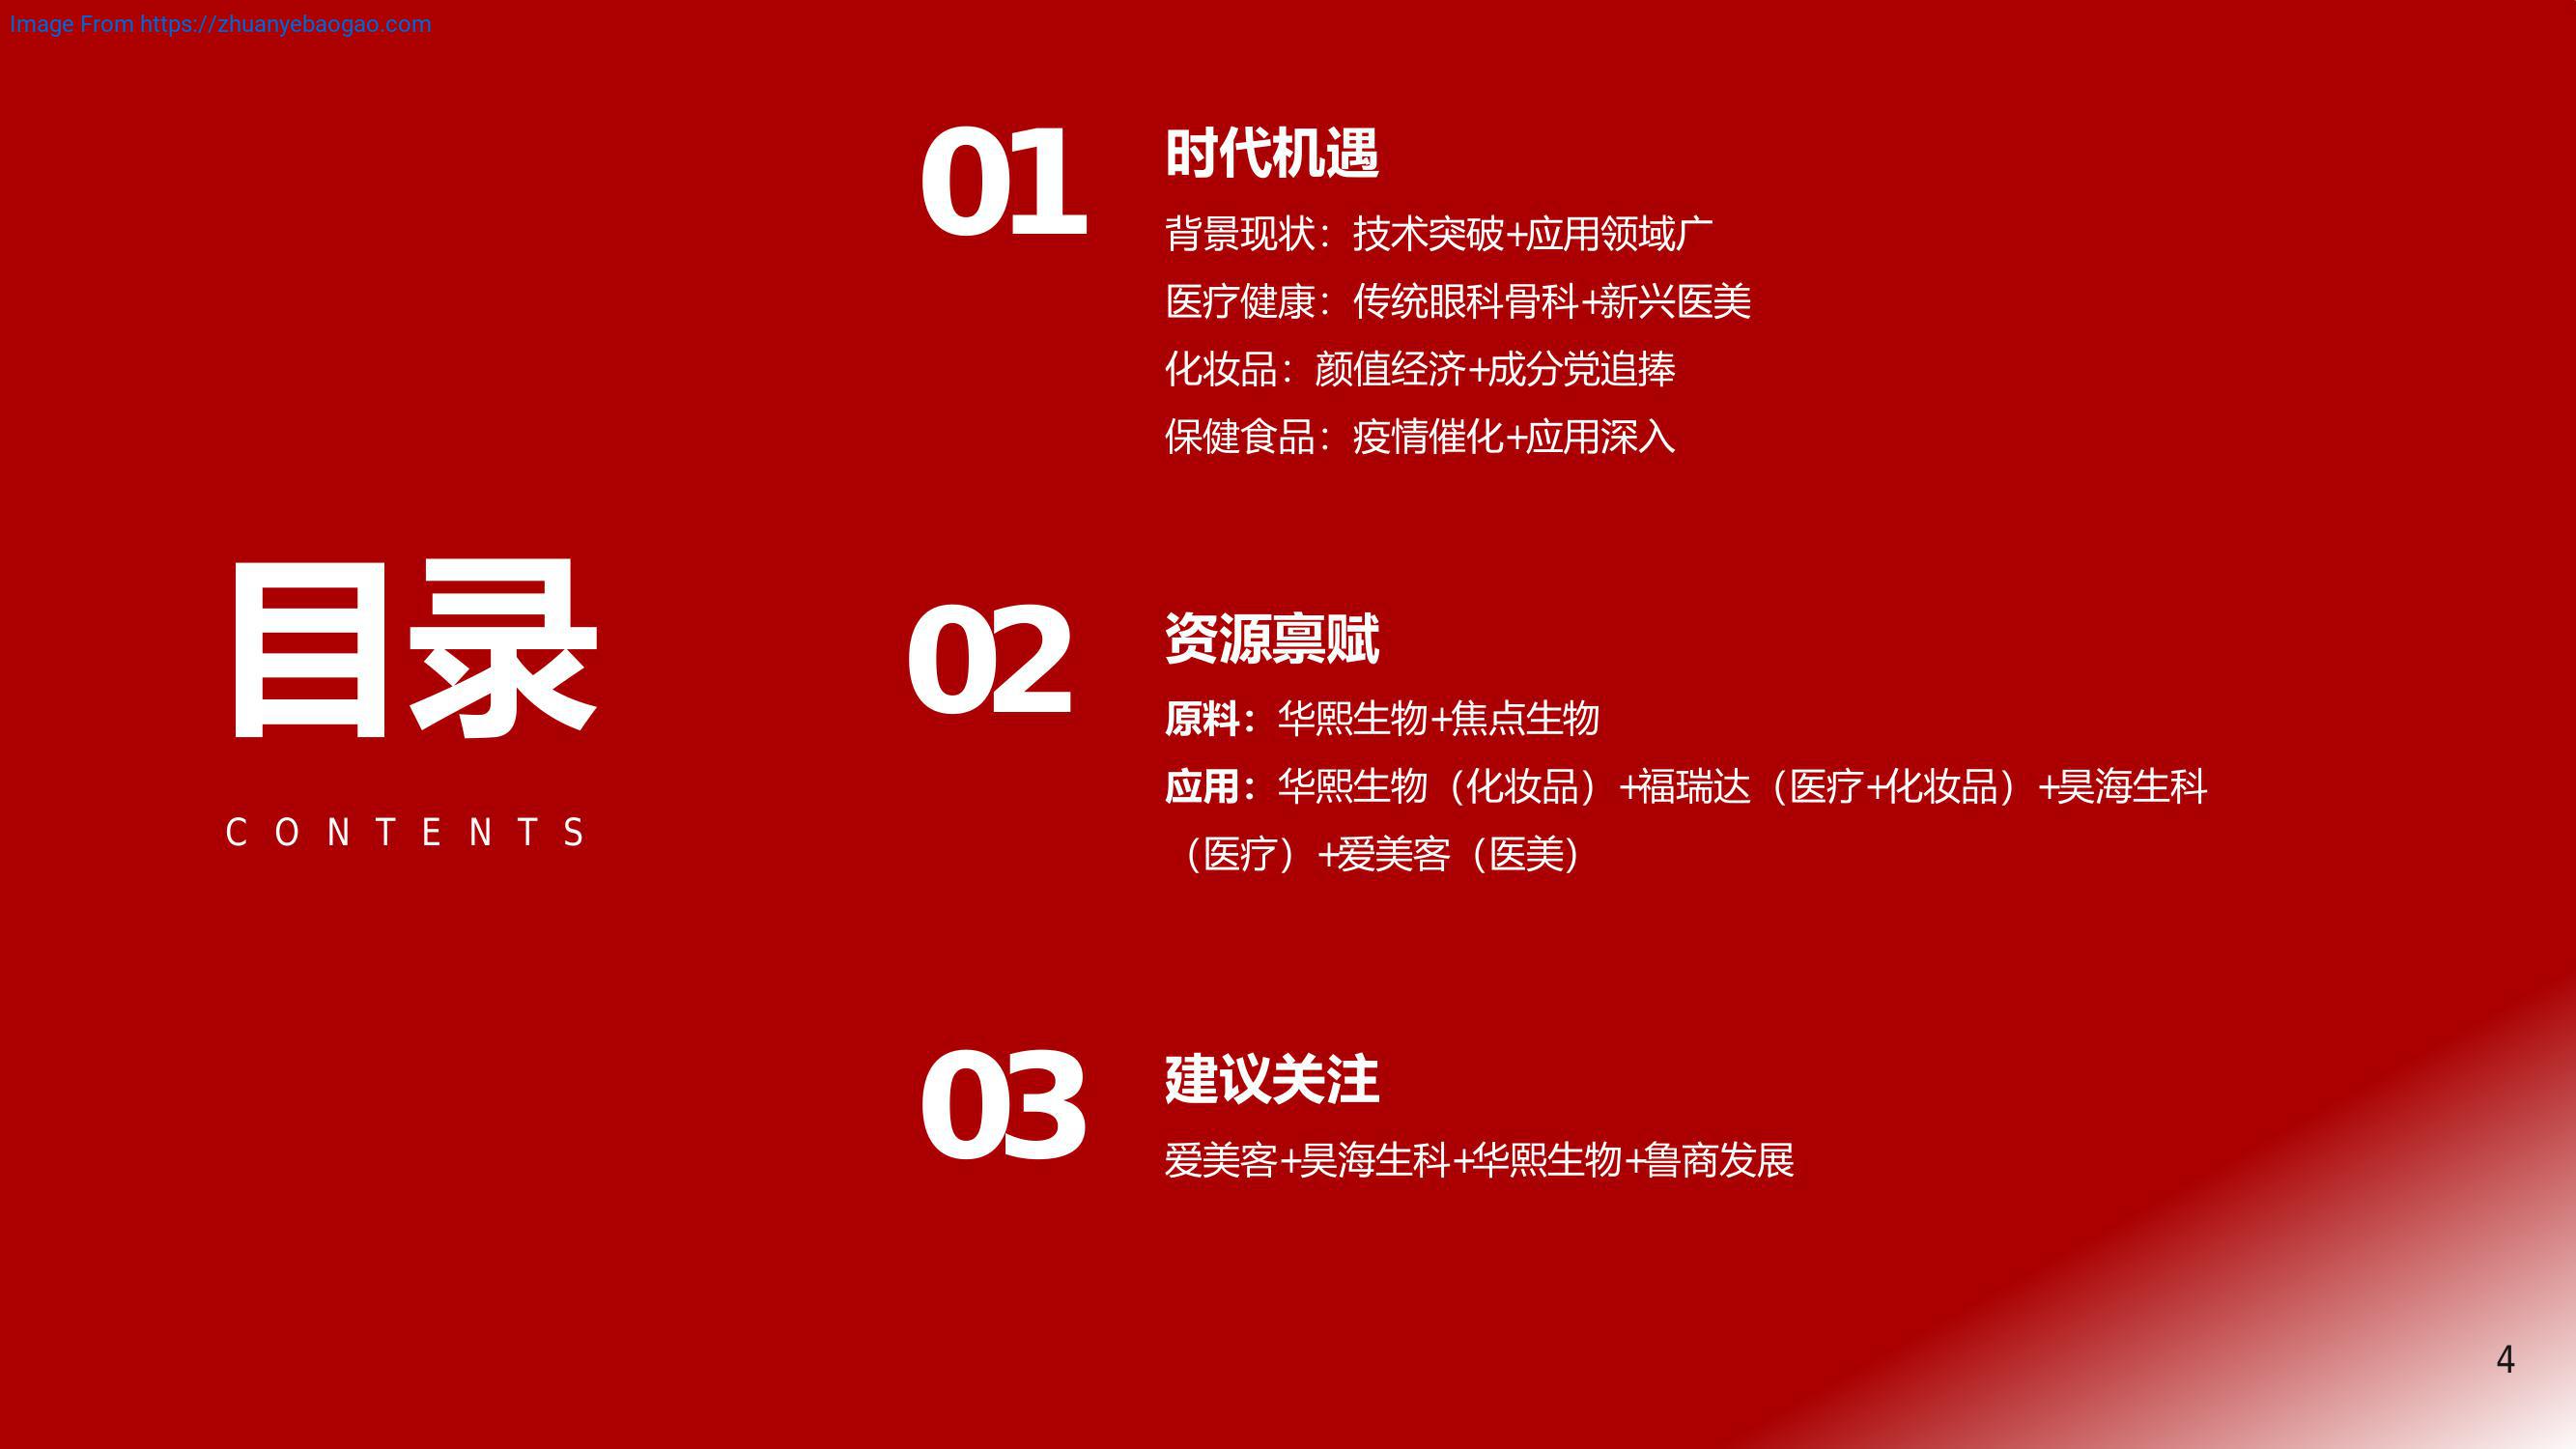 Image From https://zhuanyebaogao.com
01
时代机遇
背景现状：技术突破+应用领域广
医疗健康：传统眼科骨科+新兴医美
化妆品：颜值经济+成分党追捧
保健食品：疫情催化+应用深入
目录
CONTENTS
02
资源禀赋
原料：华熙生物+焦点生物
应用：华熙生物（化妆品）+福瑞达（医疗+化妆品）+昊海生科
（医疗）+爱美客（医美）
03
建议关注
爱美客+昊海生科+华熙生物+鲁商发展
4